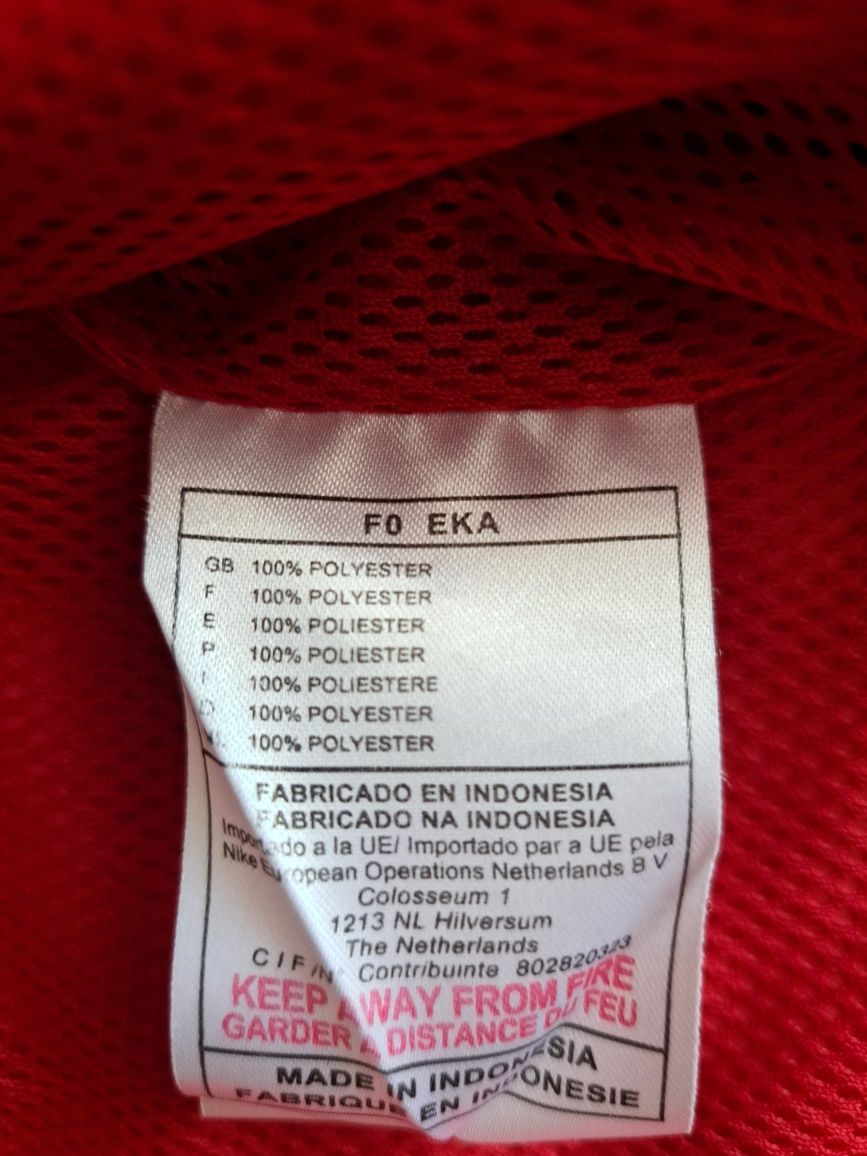 F0 EKA
GB 100% POLYESTER
F 100% POLYESTER
E 100% POLIESTER
P 100% POLIESTER
I 100% POLIESTERE
D 100% POLYESTER
100% POLYESTER
FABRICADO EN INDONESIA
FABRICADO NA INDONESIA
Importado a la UE/ Importado par a UE pela
Nike European Operations Netherlands B V
Colosseum 1
1213 NL Hilversum
The Netherlands
CIF/N Contribuinte 802820323
KEEP AWAY FROM FIRE
GARDER A DISTANCE DU FEU
MADE IN INDONESIA
FABRIQUE EN INDONESIE